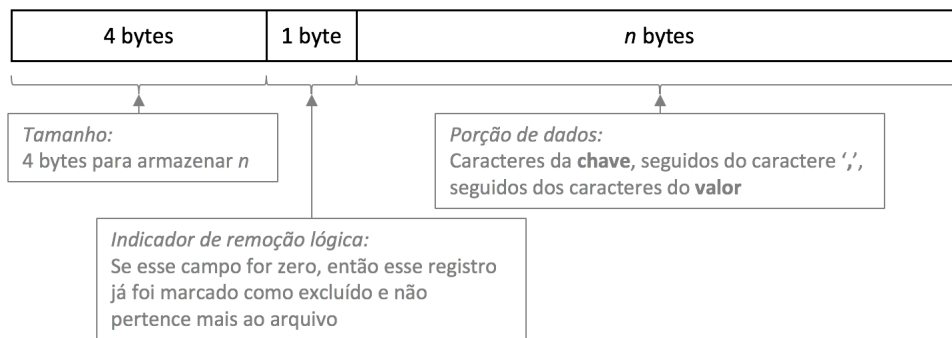 4 bytes
1 byte
n bytes
Tamanho:
4 bytes para armazenar n
Porção de dados:
Caracteres da chave, seguidos do caractere ‘,’,
seguidos dos caracteres do valor
Indicador de remoção lógica:
Se esse campo for zero, então esse registro
já foi marcado como excluído e não
pertence mais ao arquivo